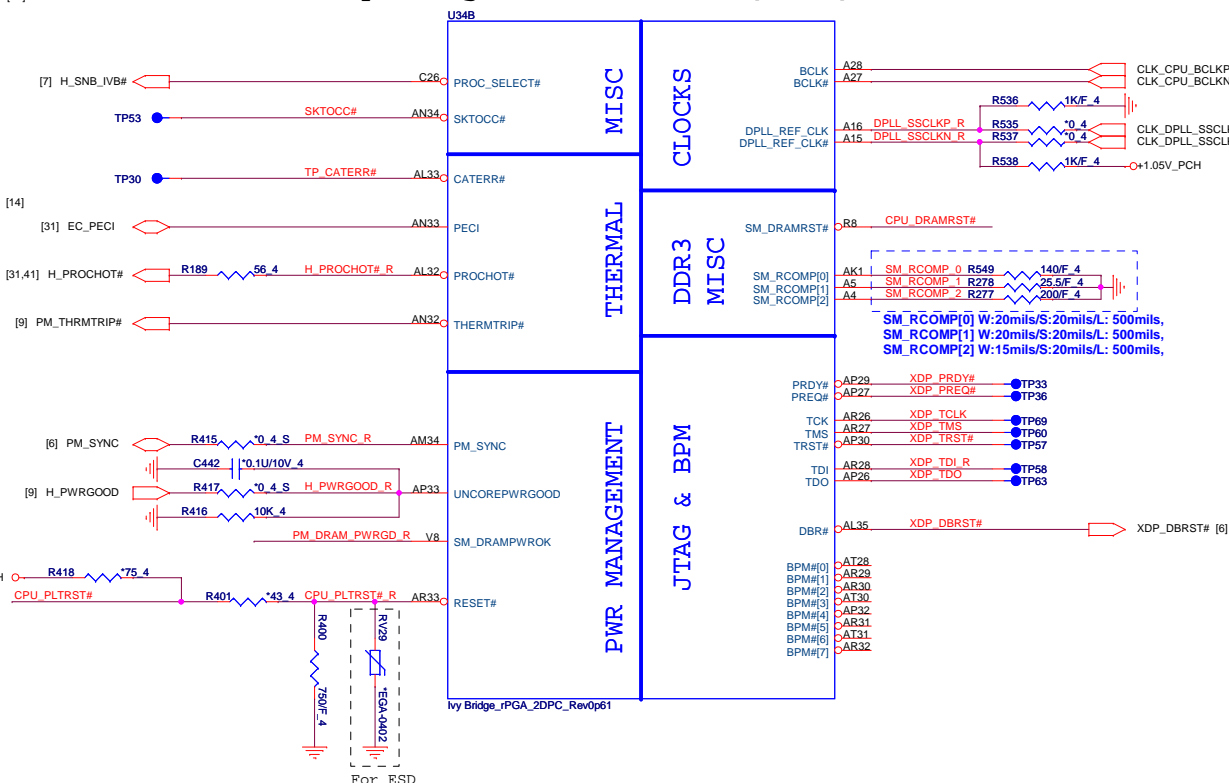 U34B
[7] H_SNB_IVB#
C26
PROC_SELECT#
TP53
SKTOCC#
AN34
SKTOCC#
MISC
TP30
TP_CATERR#
AL33
CATERR#
[14]
[31] EC_PECI
AN33
PECI
[31,41] H_PROCHOT#
R189
56_4
H_PROCHOT#_R
AL32
PROCHOT#
[9] PM_THRMTRIP#
AN32
THERMTRIP#
THERMAL
[6] PM_SYNC
R415
*0_4_S
PM_SYNC_R
AM34
PM_SYNC
C442
*0.1U/10V_4
[9] H_PWRGOOD
R417
*0_4_S
H_PWRGOOD_R
AP33
UNCOREPWRGOOD
R416
10K_4
PM_DRAM_PWRGD_R
V8
SM_DRAMPWROK
R418
*75_4
CPU_PLTRST#
R401
*43_4
CPU_PLTRST#_R
AR33
RESET#
PWR MANAGEMENT
R400
750/F_4
RV29
*EGA-0402
For ESD
CLOCKS
BCLK
A28
CLK_CPU_BCLKP
BCLK#
A27
CLK_CPU_BCLKN
R536
1K/F_4
DPLL_REF_CLK
A16
DPLL_SSCLKP_R
R535
*0_4
DPLL_REF_CLK#
A15
DPLL_SSCLKN_R
R537
*0_4
R538
1K/F_4
+1.05V_PCH
DDR3
MISC
SM_DRAMRST#
R8
CPU_DRAMRST#
SM_RCOMP[0]
AK1
SM_RCOMP_0
R549
140/F_4
SM_RCOMP[1]
A5
SM_RCOMP_1
R278
25.5/F_4
SM_RCOMP[2]
A4
SM_RCOMP_2
R277
200/F_4
SM_RCOMP[0] W:20mils/S:20mils/L: 500mils,
SM_RCOMP[1] W:20mils/S:20mils/L: 500mils,
SM_RCOMP[2] W:15mils/S:20mils/L: 500mils,
JTAG & BPM
PRDY#
AP29
XDP_PRDY#
TP33
PREQ#
AP27
XDP_PREQ#
TP36
TCK
AR26
XDP_TCLK
TP69
TMS
AR27
XDP_TMS
TP60
TRST#
AP30
XDP_TRST#
TP57
TDI
AR28
XDP_TDI_R
TP58
TDO
AP26
XDP_TDO
TP63
DBR#
AL35
XDP_DBRST#
XDP_DBRST# [6]
BPM#[0]
AT28
BPM#[1]
AR29
BPM#[2]
AR30
BPM#[3]
AT30
BPM#[4]
AP32
BPM#[5]
AR31
BPM#[6]
AT31
BPM#[7]
AR32
Ivy Bridge_rPGA_2DPC_Rev0p61